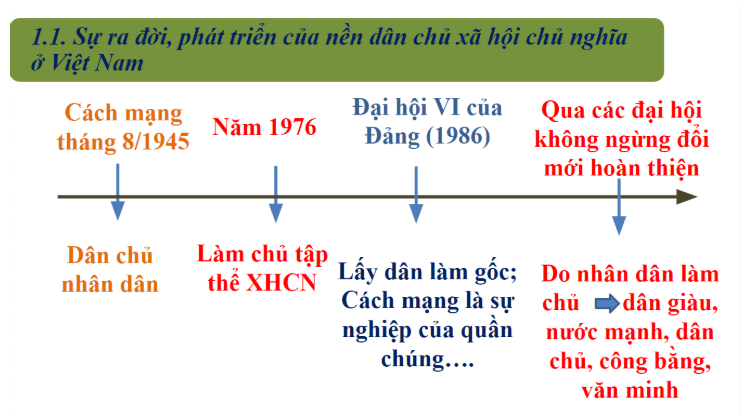 1.1. Sự ra đời, phát triển của nền dân chủ xã hội chủ nghĩa
ở Việt Nam
Cách mạng
tháng 8/1945
Năm 1976
Đại hội VI của
Đảng (1986)
Qua các đại hội
không ngừng đổi
mới hoàn thiện
Dân chủ
nhân dân
Làm chủ tập
thể XHCN
Lấy dân làm gốc;
Cách mạng là sự
nghiệp của quần
chúng….
Do nhân dân làm
chủ dân giàu,
nước mạnh, dân
chủ, công bằng,
văn minh